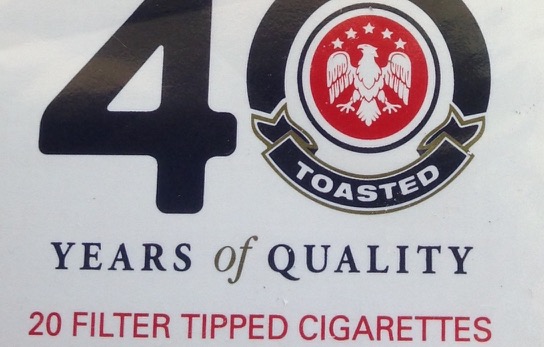 40
TOASTED
YEARS of QUALITY
20 FILTER TIPPED CIGARETTES